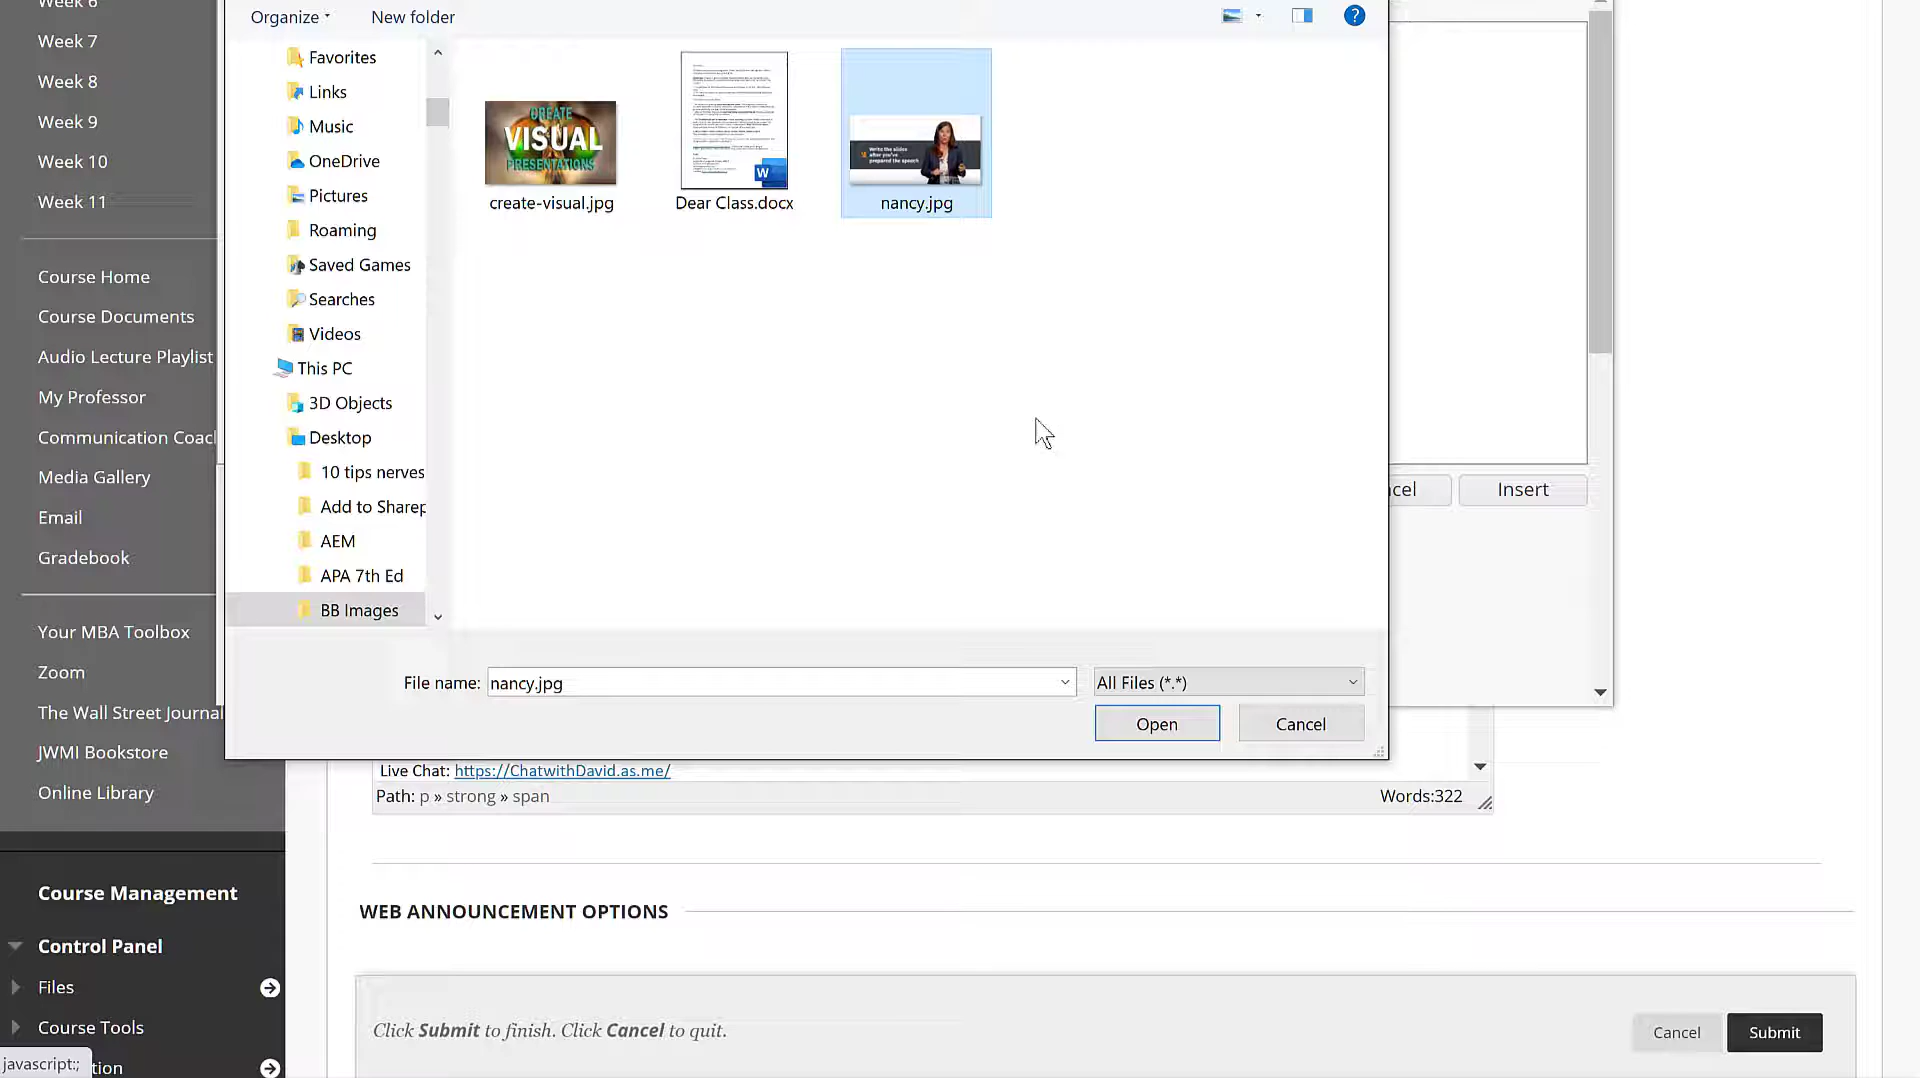 Week 6
Week 7
Week 8
Week 9
Week 10
Week 11
Course Home
Course Documents
Audio Lecture Playlist
My Professor
Communication Coac
Media Gallery
Email
Gradebook
Your MBA Toolbox
Zoom
The Wall Street Journal
JWMI Bookstore
Online Library
Course Management
Control Panel
Files
Course Tools
tion
javascript:;
Organize
New folder
?
Favorites
Links
Music
OneDrive
Pictures
Roaming
Saved Games
Searches
Videos
This PC
3D Objects
Desktop
10 tips nerves
Add to Sharep
AEM
APA 7th Ed
BB Images
CREATE
VISUAL
PRESENTATIONS
create-visual.jpg
W
Dear Class.docx
Write the slides
after you've
prepared the speech
nancy.jpg
File name: nancy.jpg
All Files (*.*)
Open
Cancel
cel
Insert
Live Chat: https://ChatwithDavid.as.me/
Path: p » strong » span
Words:322
WEB ANNOUNCEMENT OPTIONS
Click Submit to finish. Click Cancel to quit.
Cancel
Submit